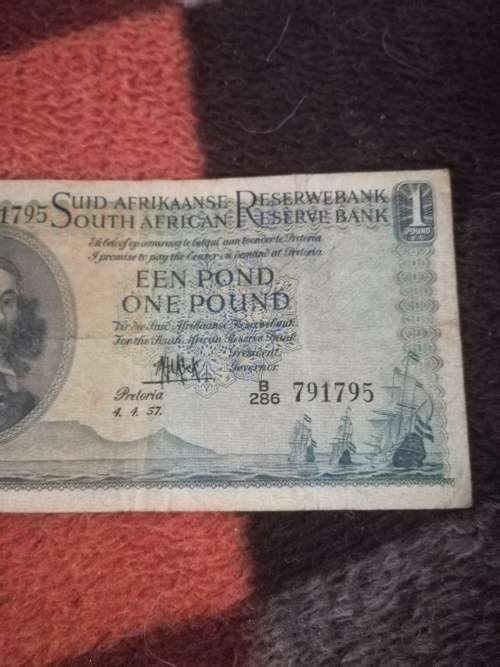 1795 SUID AFRIKAANSE RESERWEBANK
SOUTH AFRICAN RESERVE BANK
1
POUND
Ek beloof op aanvraag te betaal aan toonder te Pretoria
I promise to pay the bearer on demand at Pretoria
EEN POND
ONE POUND
Vir die Suid Afrikaanse Reserwebank.
For the South African Reserve Bank
President.
Governor.
Pretoria
4. 4. 57.
B
286 791795